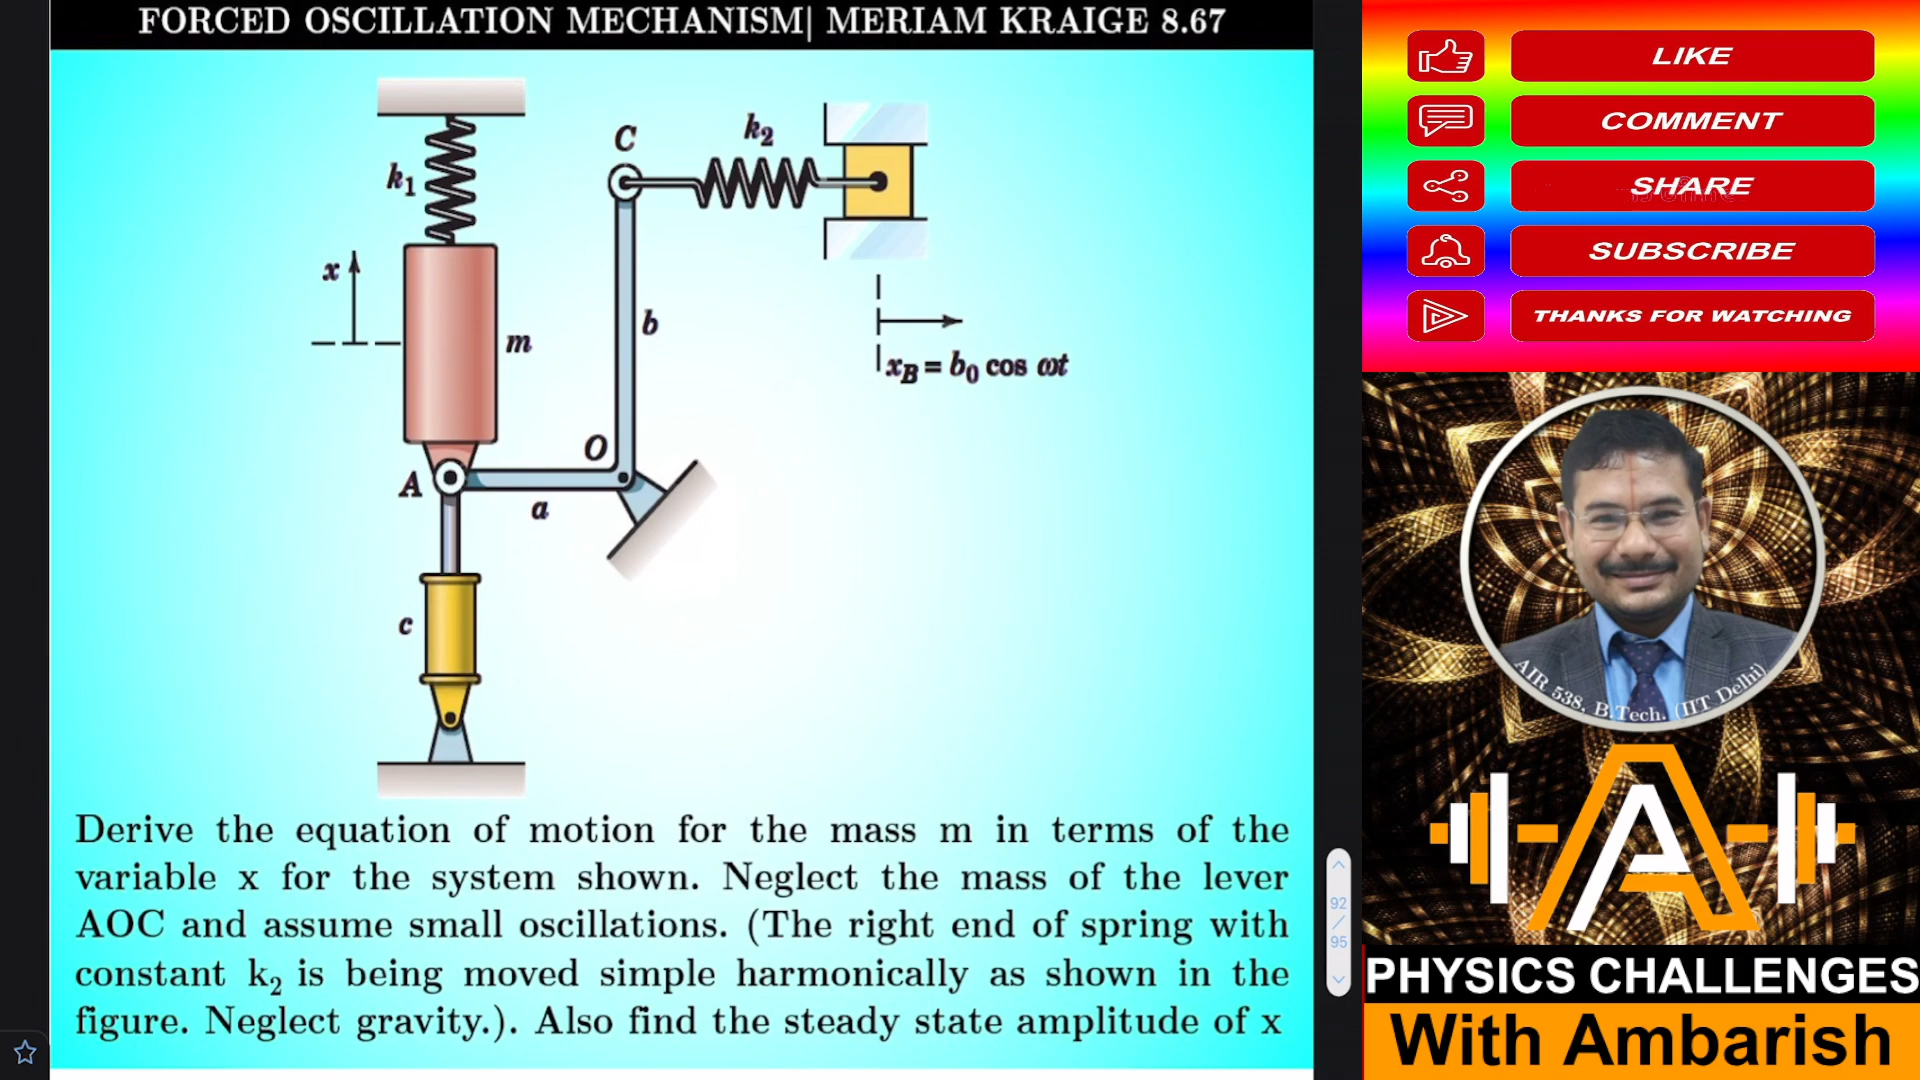 FORCED OSCILLATION MECHANISM| MERIAM KRAIGE 8.67
k₁
x
m
C
k₂
b
x_B = b₀ cos ωt
O
A
a
c
Derive the equation of motion for the mass m in terms of the
variable x for the system shown. Neglect the mass of the lever
AOC and assume small oscillations. (The right end of spring with
constant k₂ is being moved simple harmonically as shown in the
figure. Neglect gravity.). Also find the steady state amplitude of x
92
/
95
LIKE
COMMENT
SHARE
SUBSCRIBE
THANKS FOR WATCHING
AIR 538, B.Tech. (IIT Delhi)
PHYSICS CHALLENGES
With Ambarish